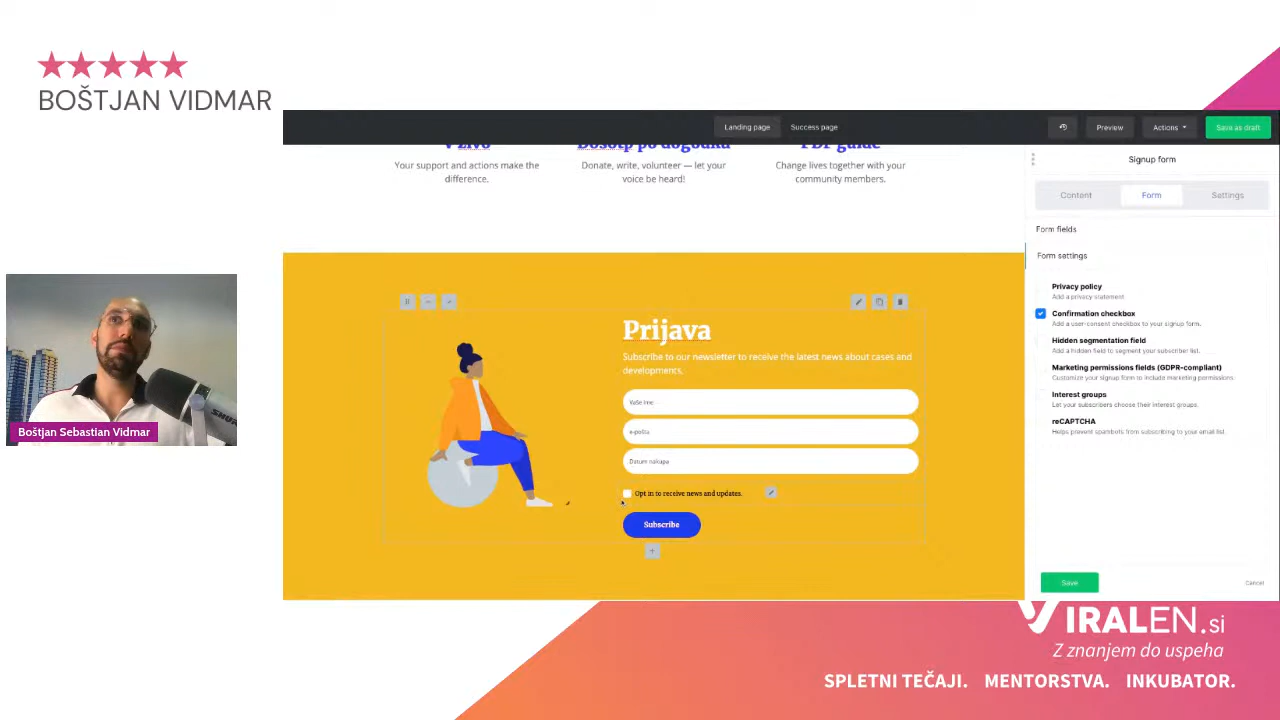 BOŠTJAN VIDMAR
Landing page
Success page
Preview
Actions
Save as draft
V živo
Dosotp po dogodku
PDF guide
Your support and actions make the
difference.
Donate, write, volunteer — let your
voice be heard!
Change lives together with your
community members.
Signup form
Content
Form
Settings
Form fields
Form settings
Privacy policy
Add a privacy statement
Confirmation checkbox
Add a user-consent checkbox to your signup form.
Hidden segmentation field
Add a hidden field to segment your subscriber list.
Marketing permissions fields (GDPR-compliant)
Customize your signup form to include marketing permissions.
Interest groups
Let your subscribers choose their interest groups.
reCAPTCHA
Helps prevent spambots from subscribing to your email list.
Prijava
Subscribe to our newsletter to receive the latest news about cases and
developments.
Vaše ime
e-pošta
Datum nakupa
Opt in to receive news and updates.
Subscribe
Save
Cancel
Boštjan Sebastian Vidmar
SHURE
VIRALEN.si
Z znanjem do uspeha
SPLETNI TEČAJI. MENTORSTVA. INKUBATOR.